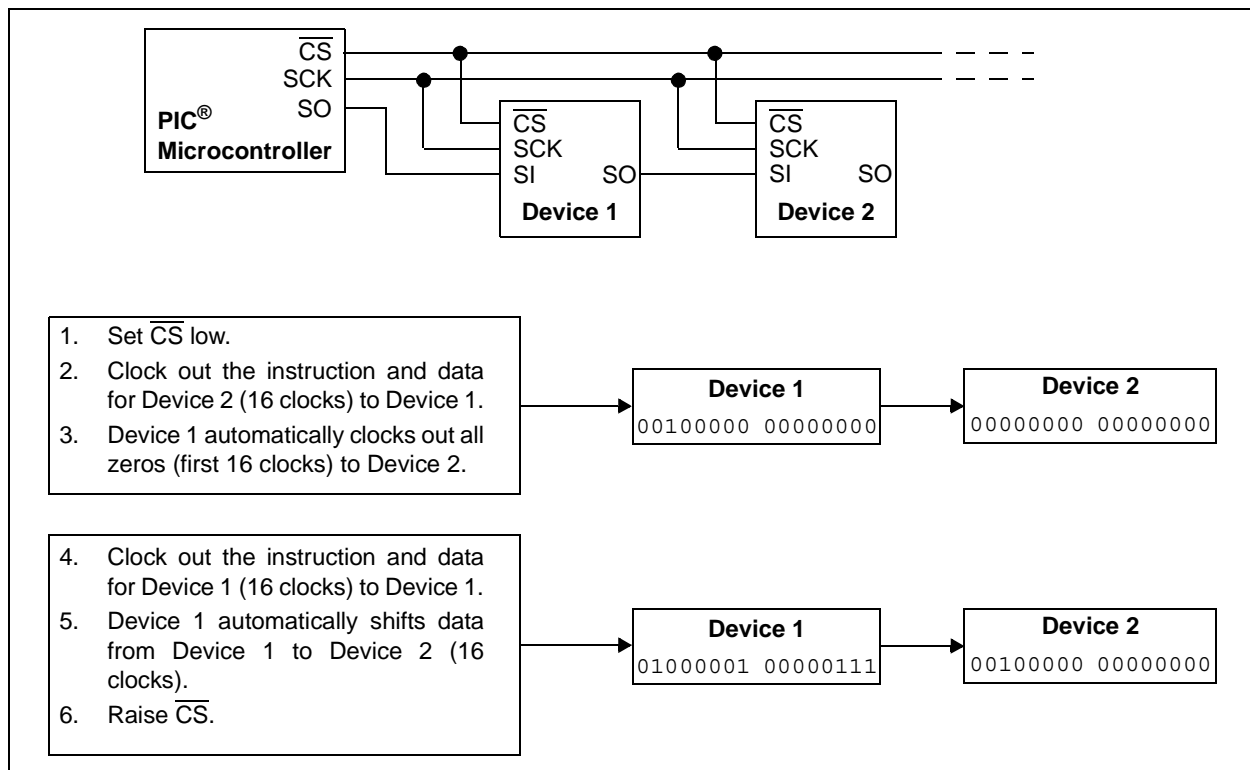 CS
SCK
SO
PIC®
Microcontroller
CS
SCK
SI SO
Device 1
CS
SCK
SI SO
Device 2
1. Set CS low.
2. Clock out the instruction and data
for Device 2 (16 clocks) to Device 1.
3. Device 1 automatically clocks out all
zeros (first 16 clocks) to Device 2.
Device 1
00100000 00000000
Device 2
00000000 00000000
4. Clock out the instruction and data
for Device 1 (16 clocks) to Device 1.
5. Device 1 automatically shifts data
from Device 1 to Device 2 (16
clocks).
6. Raise CS.
Device 1
01000001 00000111
Device 2
00100000 00000000